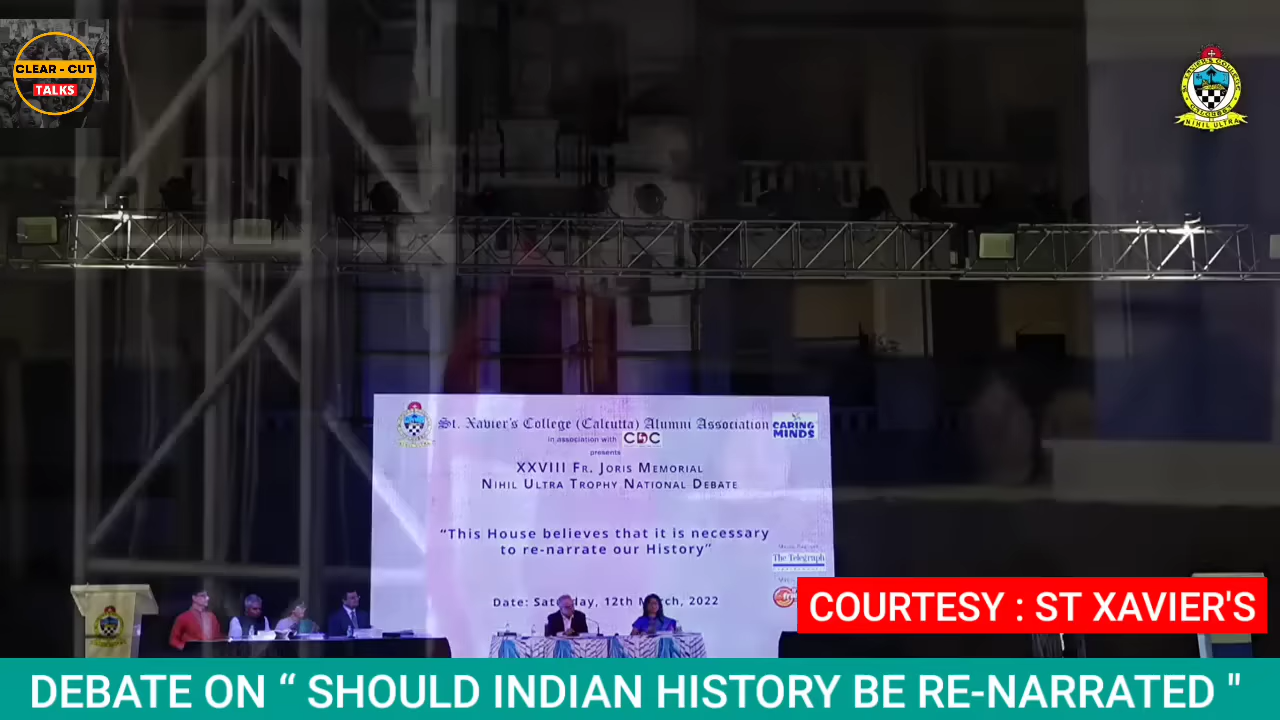 CLEAR - CUT
TALKS
ST. XAVIER'S COLLEGE
NIHIL ULTRA
St. Xavier's College (Calcutta) Alumni Association
in association with CDC
presents
CARING
MINDS
XXVIII Fr. Joris Memorial
Nihil Ultra Trophy National Debate
“This House believes that it is necessary
to re-narrate our History”
The Telegraph
Date: Saturday, 12th March, 2022
COURTESY : ST XAVIER'S
DEBATE ON “ SHOULD INDIAN HISTORY BE RE-NARRATED "